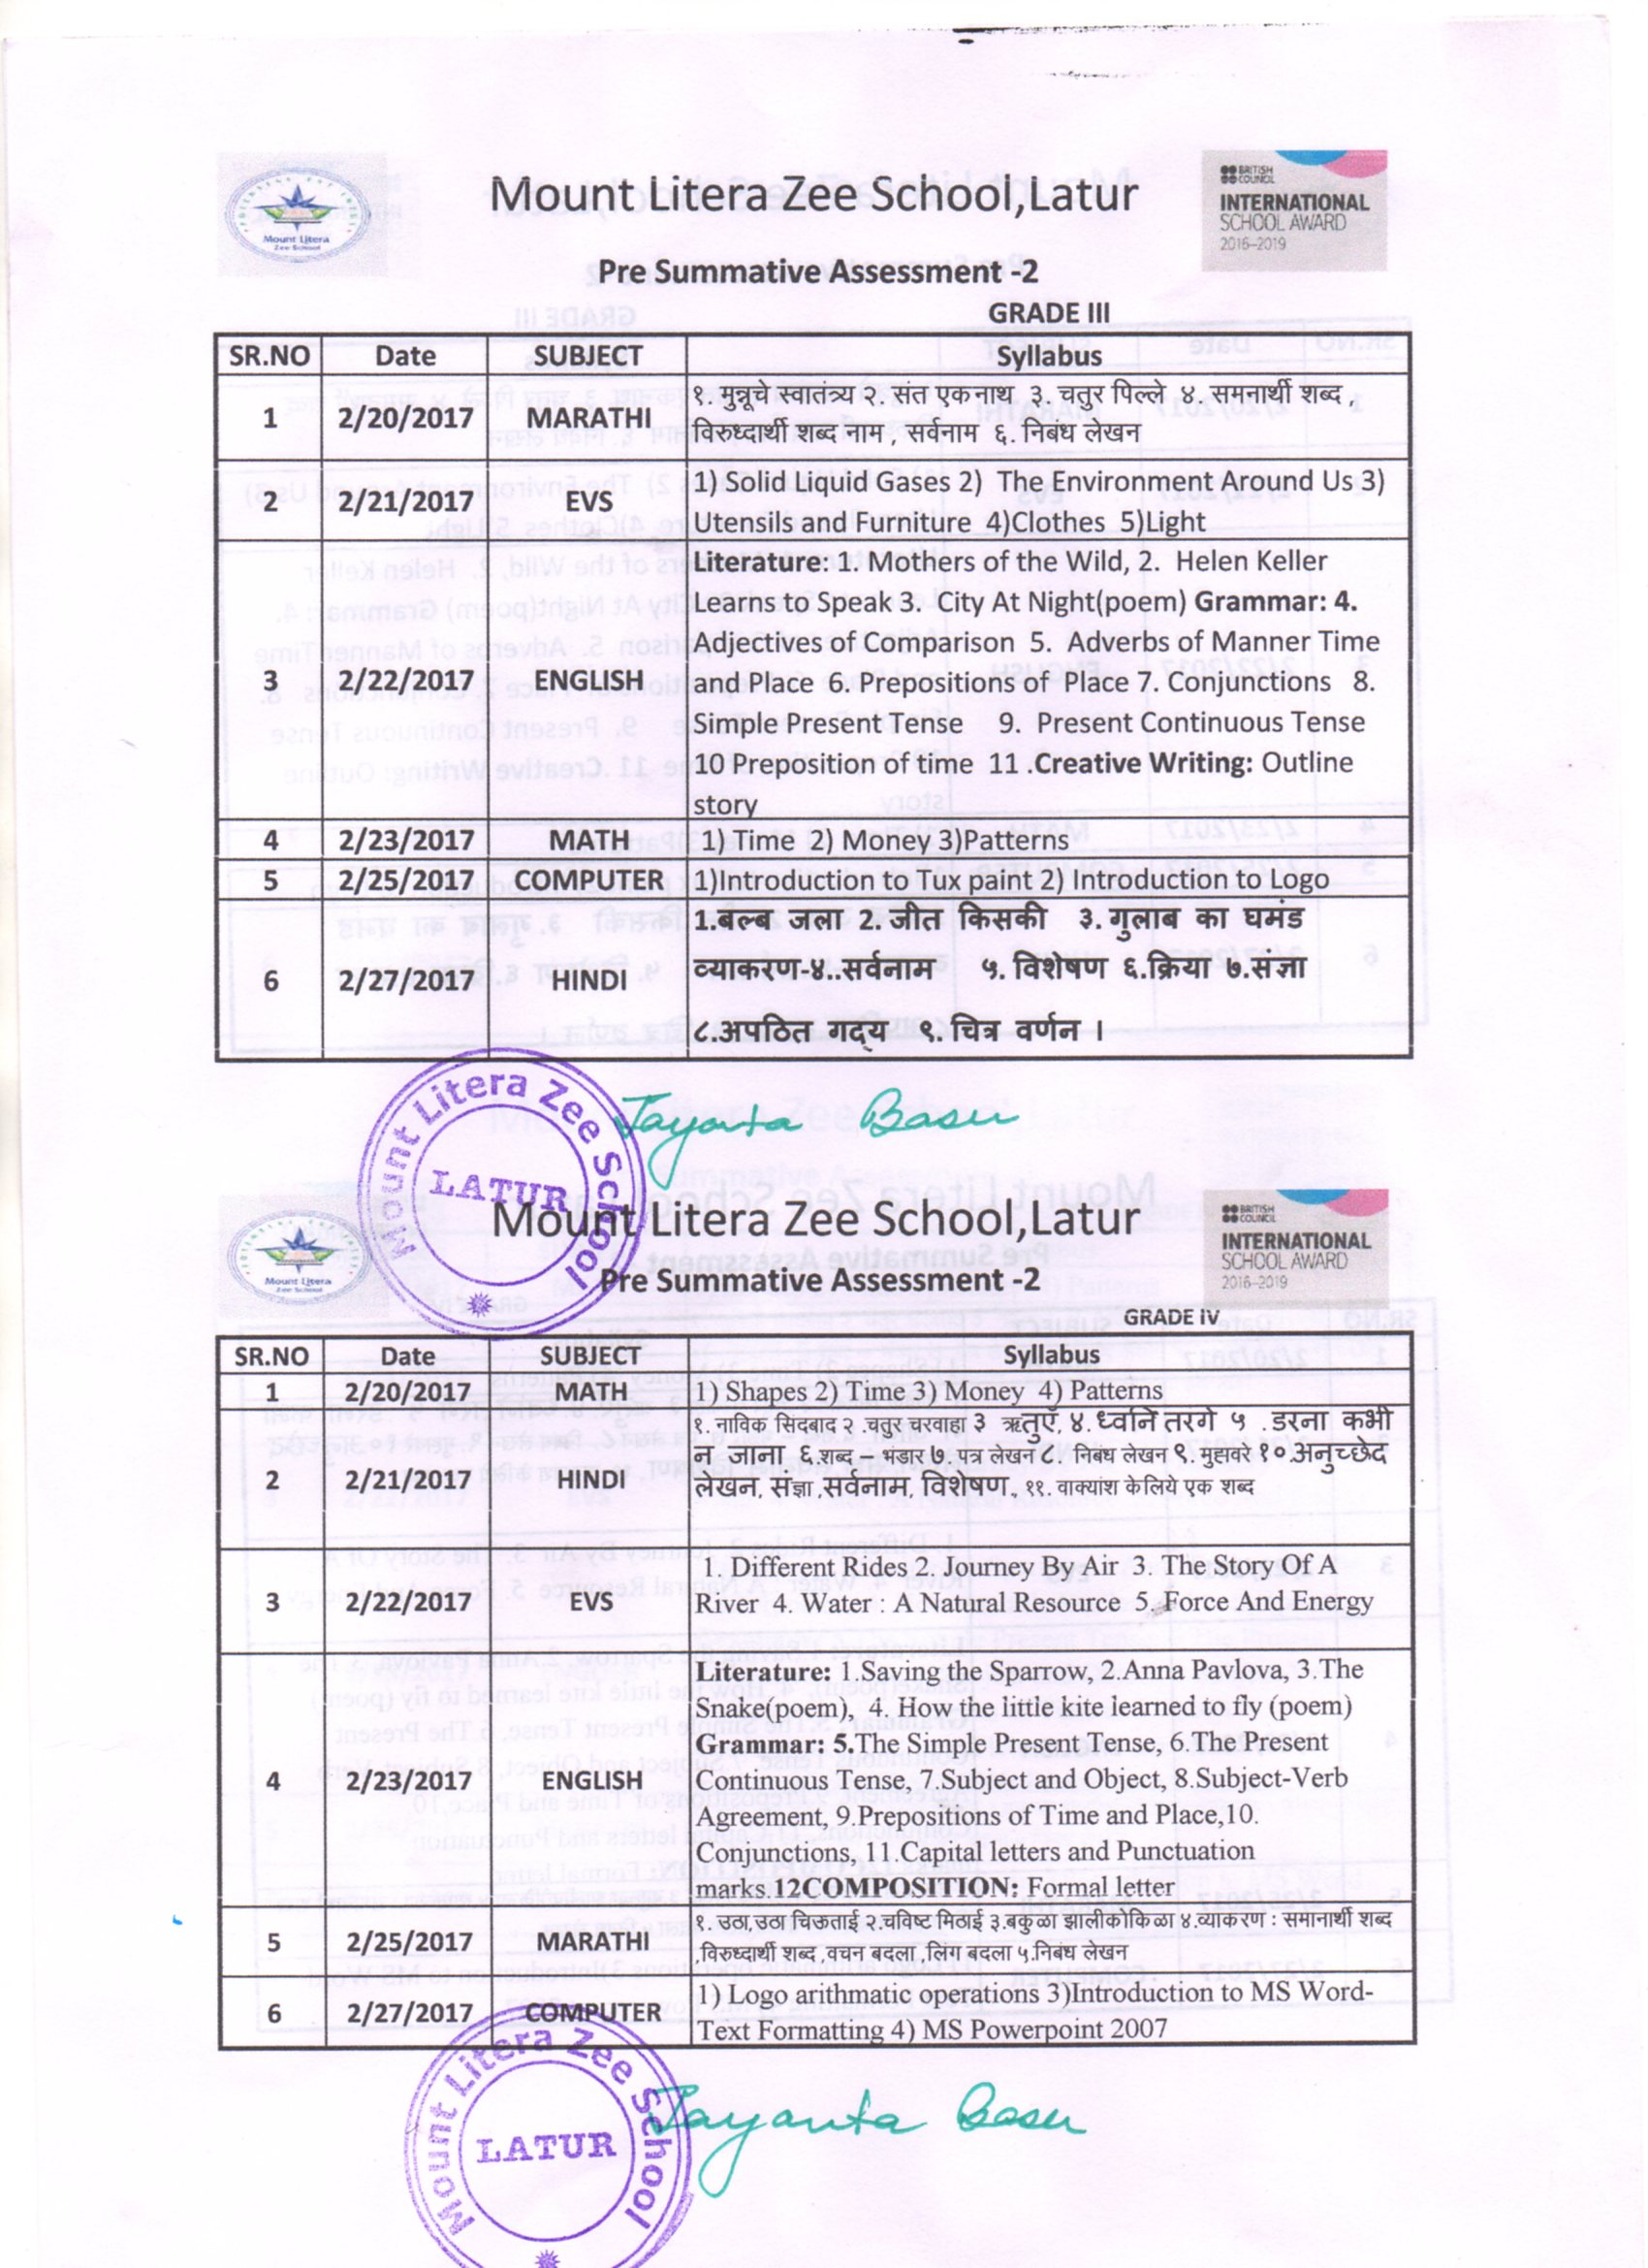 Mount Litera
Zee School
Mount Litera Zee School,Latur
BRITISH
COUNCIL
INTERNATIONAL
SCHOOL AWARD
2016–2019
Pre Summative Assessment -2
GRADE III
SR.NO Date SUBJECT Syllabus
1 2/20/2017 MARATHI १. मुन्नूचे स्वातंत्र्य २. संत एकनाथ ३. चतुर पिल्ले ४. समनार्थी शब्द ,
विरुध्दार्थी शब्द नाम , सर्वनाम ६. निबंध लेखन
2 2/21/2017 EVS 1) Solid Liquid Gases 2) The Environment Around Us 3)
Utensils and Furniture 4)Clothes 5)Light
3 2/22/2017 ENGLISH Literature: 1. Mothers of the Wild, 2. Helen Keller
Learns to Speak 3. City At Night(poem) Grammar: 4.
Adjectives of Comparison 5. Adverbs of Manner Time
and Place 6. Prepositions of Place 7. Conjunctions 8.
Simple Present Tense 9. Present Continuous Tense
10 Preposition of time 11 .Creative Writing: Outline
story
4 2/23/2017 MATH 1) Time 2) Money 3)Patterns
5 2/25/2017 COMPUTER 1)Introduction to Tux paint 2) Introduction to Logo
6 2/27/2017 HINDI 1.बल्ब जला 2.जीत किसकी ३.गुलाब का घमंड
व्याकरण-४..सर्वनाम ५.विशेषण ६.क्रिया ७.संज्ञा
८.अपठित गद्य ९.चित्र वर्णन ।
Mount Litera Zee School
LATUR
Jayanta Basu
Mount Litera
Zee School
Mount Litera Zee School,Latur
BRITISH
COUNCIL
INTERNATIONAL
SCHOOL AWARD
2016–2019
Pre Summative Assessment -2
GRADE IV
SR.NO Date SUBJECT Syllabus
1 2/20/2017 MATH 1) Shapes 2) Time 3) Money 4) Patterns
2 2/21/2017 HINDI १. नाविक सिंदबाद २ .चतुर चरवाहा ३ ऋतुएँ, ४. ध्वनि तरंगे ५ .डरना कभी
ना जाना ६.शब्द – भंडार ७.पत्र लेखन ८. निबंध लेखन ९. मुहावरे १०.अनुच्छेद
लेखन, संज्ञा ,सर्वनाम, विशेषण., ११. वाक्यांश केलिये एक शब्द
3 2/22/2017 EVS 1. Different Rides 2. Journey By Air 3. The Story Of A
River 4. Water : A Natural Resource 5. Force And Energy
4 2/23/2017 ENGLISH Literature: 1.Saving the Sparrow, 2.Anna Pavlova, 3.The
Snake(poem), 4. How the little kite learned to fly (poem)
Grammar: 5.The Simple Present Tense, 6.The Present
Continuous Tense, 7.Subject and Object, 8.Subject-Verb
Agreement, 9.Prepositions of Time and Place,10.
Conjunctions, 11.Capital letters and Punctuation
marks.12COMPOSITION: Formal letter
5 2/25/2017 MARATHI १. उठा,उठा चिऊताई २.चविष्ट मिठाई ३.बकुळा झालीकोकिळा ४.व्याकरण : समानार्थी शब्द
,विरुध्दार्थी शब्द ,वचन बदला ,लिंग बदला ५.निबंध लेखन
6 2/27/2017 COMPUTER 1) Logo arithmatic operations 3)Introduction to MS Word-
Text Formatting 4) MS Powerpoint 2007
Mount Litera Zee School
LATUR
Jayanta Basu